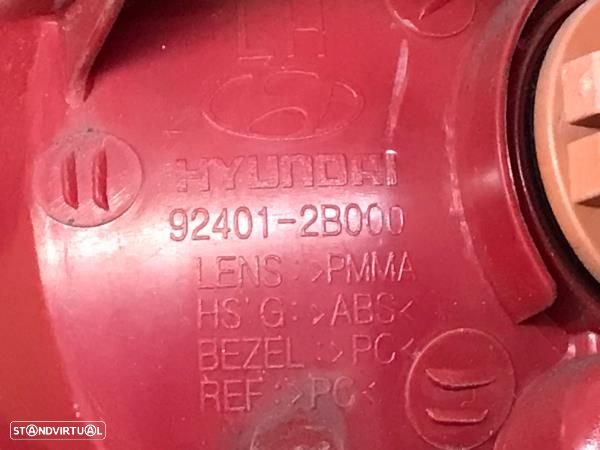 LH
HYUNDAI
92401-2B000
LENS:>PMMA
HS'G:>ABS<
BEZEL:>PC<
REF:>PC<
STANDVIRTUAL